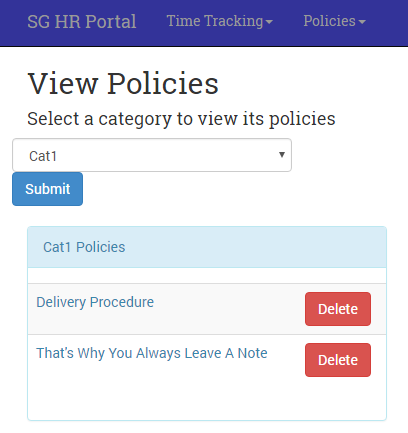 SG HR Portal Time Tracking Policies
View Policies
Select a category to view its policies
Cat1
Submit
Cat1 Policies
Delivery Procedure Delete
That's Why You Always Leave A Note Delete